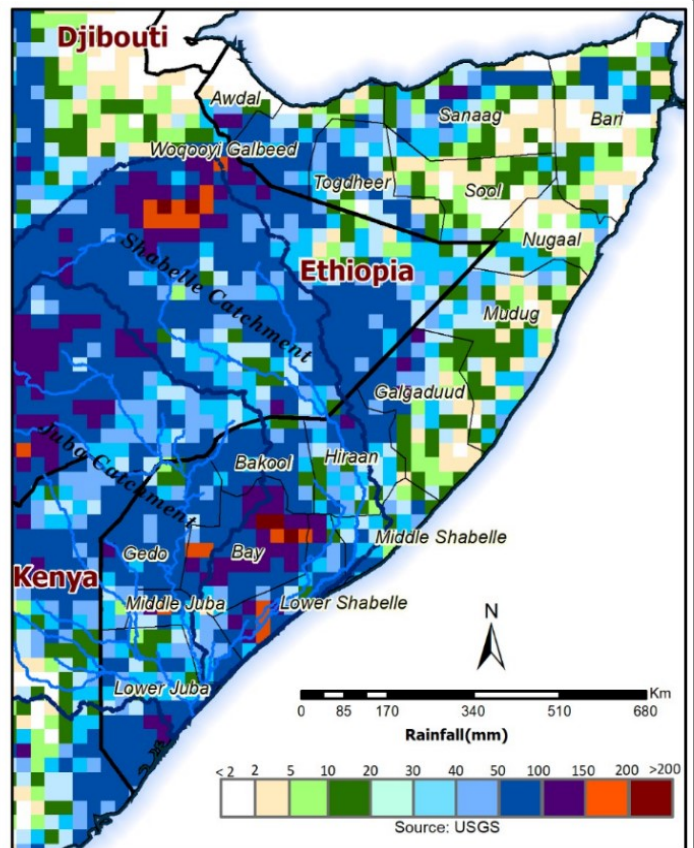 Djibouti
Awdal
Sanaag
Bari
Woqooyi Galbeed
Togdheer
Sool
Shabelle Catchment
Nugaal
Ethiopia
Mudug
Galgaduud
Juba Catchment
Bakool
Hiraan
Middle Shabelle
Gedo
Bay
Kenya
Middle Juba
Lower Shabelle
N
Lower Juba
Km
0 85 170 340 510 680
Rainfall(mm)
< 2 2 5 10 20 30 40 50 100 150 200 >200
Source: USGS